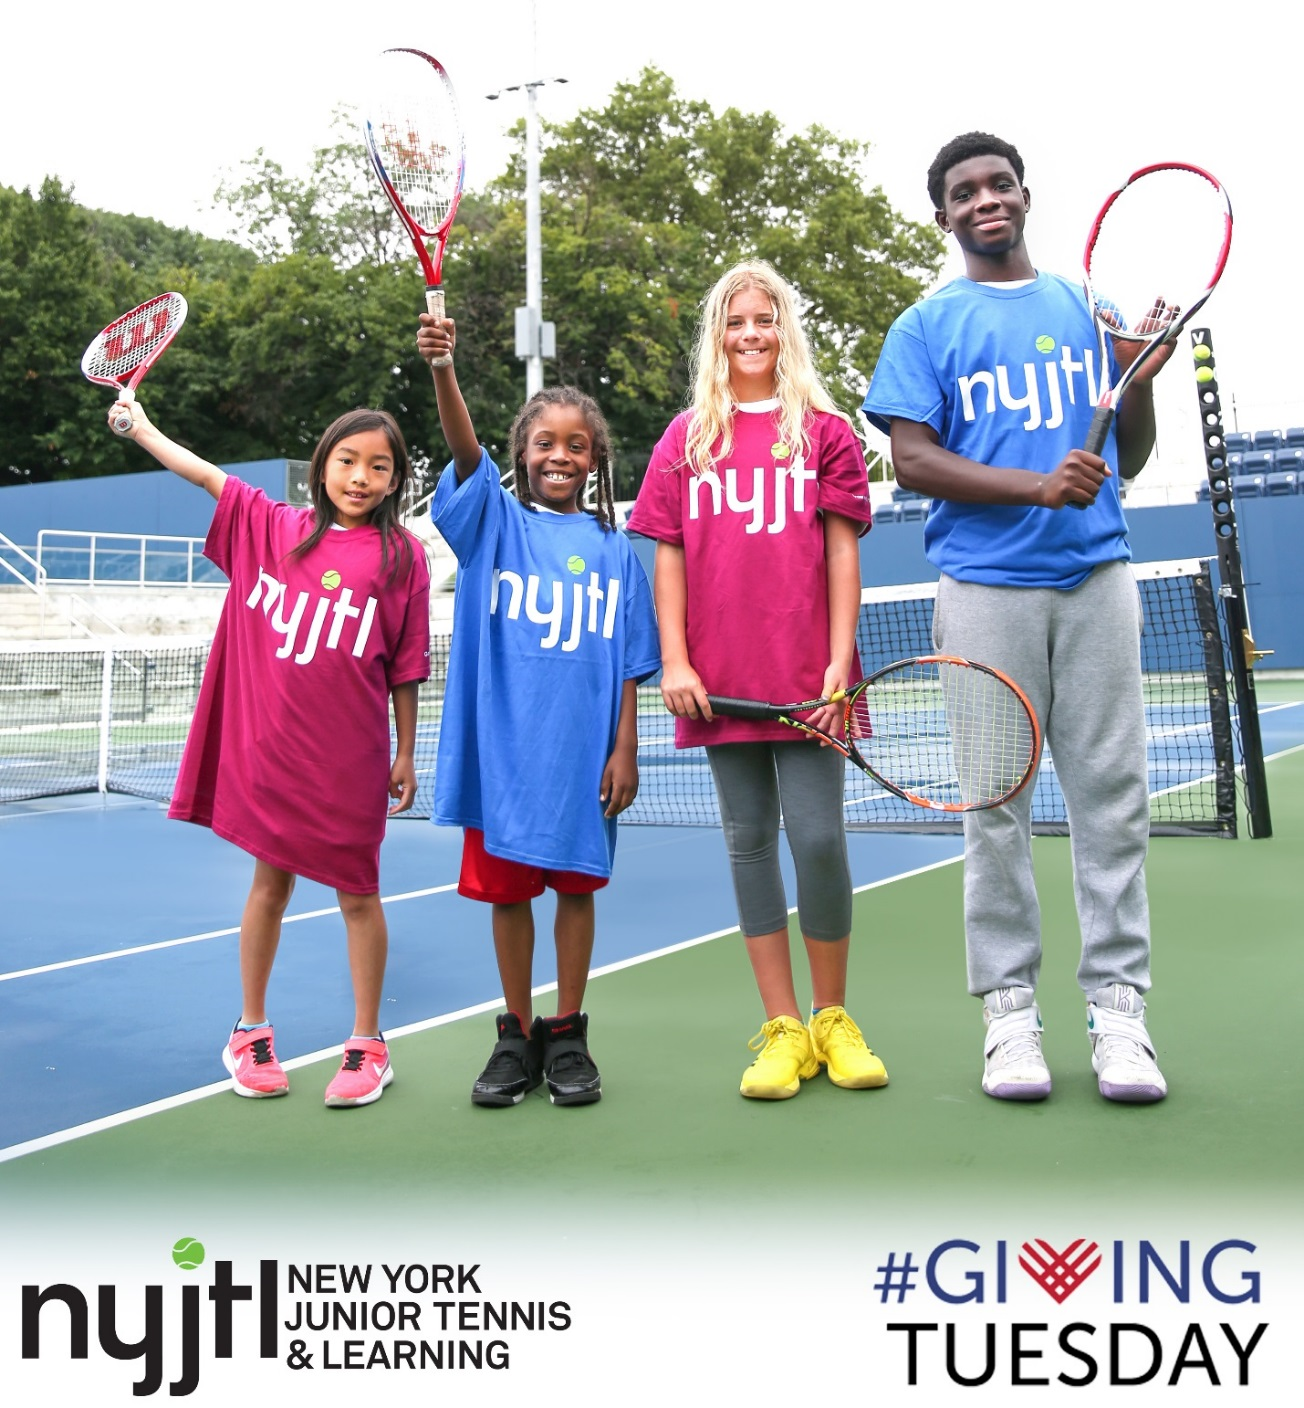 nyjtl
nyjtl
nyjt
nyjtl
nyjtl
NEW YORK
JUNIOR TENNIS
& LEARNING
#GIVING
TUESDAY